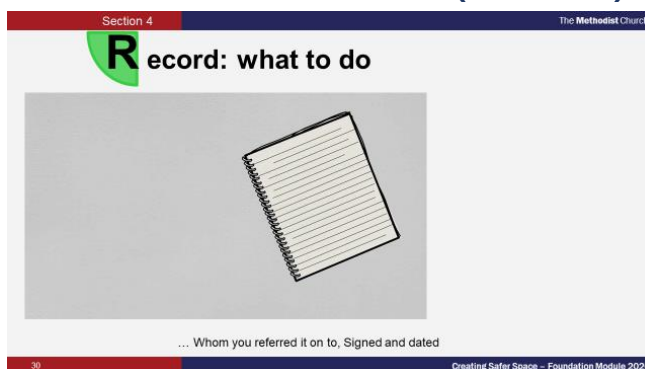 Section 4
The Methodist Church
Record: what to do
… Whom you referred it on to, Signed and dated
30
Creating Safer Space – Foundation Module 202